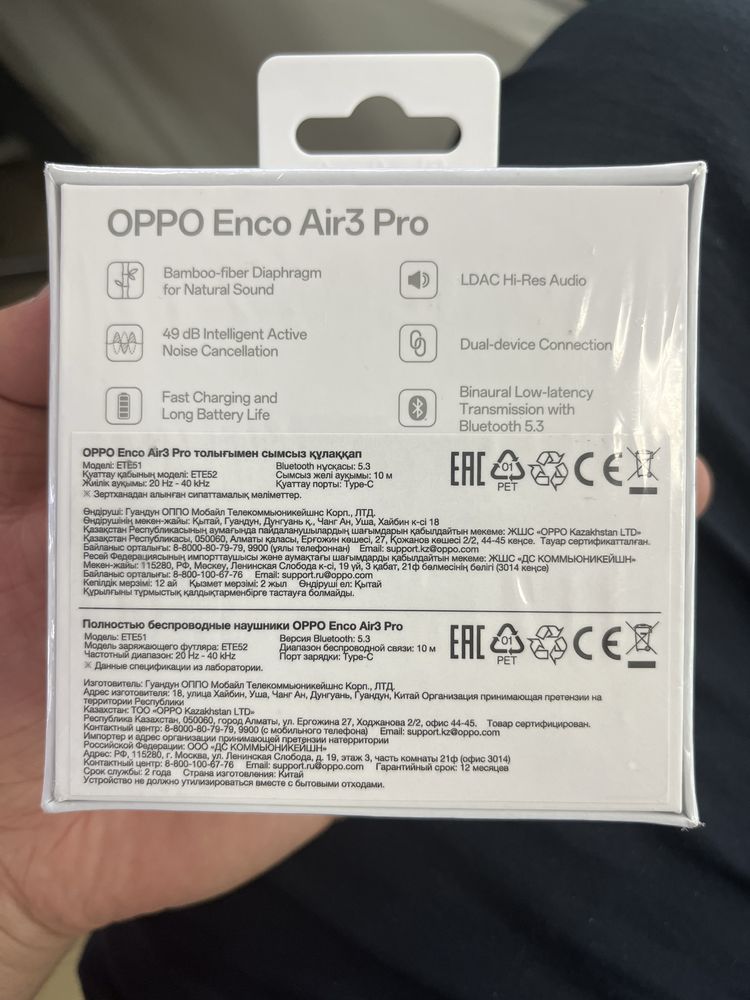 OPPO Enco Air3 Pro
Bamboo-fiber Diaphragm
for Natural Sound
LDAC Hi-Res Audio
49 dB Intelligent Active
Noise Cancellation
Dual-device Connection
Fast Charging and
Long Battery Life
Binaural Low-latency
Transmission with
Bluetooth 5.3
OPPO Enco Air3 Pro толығымен сымсыз құлаққап
Моделі: ETE51
Қуаттау қабының моделі: ETE52
Жиілік ауқымы: 20 Hz - 40 kHz
Bluetooth нұсқасы: 5.3
Сымсыз желі ауқымы: 10 м
Қуаттау порты: Type-C
※ Зертханадан алынған сипаттамалық мәліметтер.
EAC
01
PET
CE
Өндіруші: Гуандун ОППО Мобайл Телекоммуникейшнс Корп., ЛТД.
Өндірушінің мекен-жайы: Қытай, Гуандун, Дунгуань қ., Чанг Ан, Уша, Хайбин к-сі 18
Қазақстан Республикасының аумағында пайдаланушылардың шағымдарын қабылдайтын мекеме: ЖШС «OPPO Kazakhstan LTD»
Қазақстан Республикасы, 050060, Алматы қаласы, Ергожин көшесі, 27, Қожанов көшесі 2/2, 44-45 кеңсе. Тауар сертификатталған.
Байланыс орталығы: 8-8000-80-79-79, 9900 (ұялы телефоннан) Email: support.kz@oppo.com
Ресей Федерациясының импорттаушысы және аумақтағы шағымдарын қабылдайтын мекеме: ЖШС «ДС КОММЬЮНИКЕЙШН»
Мекен-жайы: 115280, РФ, Мәскеу, Ленинская Слобода к-сі, 19 үй, 3 қабат, 21ф бөлмесінің бөлігі (3014 кеңсе)
Байланыс орталығы: 8-800-100-67-76 Email: support.ru@oppo.com
Кепілдік мерзімі: 12 ай Қызмет мерзімі: 2 жыл Өндіруші ел: Қытай
Құрылғыны тұрмыстық қалдықтармен бірге тастауға болмайды.
Полностью беспроводные наушники OPPO Enco Air3 Pro
Модель: ETE51
Модель заряжающего футляра: ETE52
Частотный диапазон: 20 Hz - 40 kHz
Версия Bluetooth: 5.3
Диапазон беспроводной связи: 10 м
Порт зарядки: Type-C
※ Данные спецификации из лаборатории.
EAC
01
PET
CE
Изготовитель: Гуандун ОППО Мобайл Телекоммуникейшнс Корп., ЛТД.
Адрес изготовителя: 18, улица Хайбин, Уша, Чанг Ан, Дунгуань, Гуандун, Китай Организация принимающая претензии на
территории Республики
Казахстан: ТОО «OPPO Kazakhstan LTD»
Республика Казахстан, 050060, город Алматы, ул. Ергожина 27, Ходжанова 2/2, офис 44-45. Товар сертифицирован.
Контактный центр: 8-8000-80-79-79, 9900 (с мобильного телефона) Email: support.kz@oppo.com
Импортер и адрес организации принимающей претензии натерритории
Российской Федерации: ООО «ДС КОММЬЮНИКЕЙШН»
Адрес: РФ, 115280, г. Москва, ул. Ленинская Слобода, д. 19, этаж 3, часть комнаты 21ф (офис 3014)
Контактный центр: 8-800-100-67-76 Email: support.ru@oppo.com Гарантийный срок: 12 месяцев
Срок службы: 2 года Страна изготовления: Китай
Устройство не должно утилизироваться вместе с бытовыми отходами.